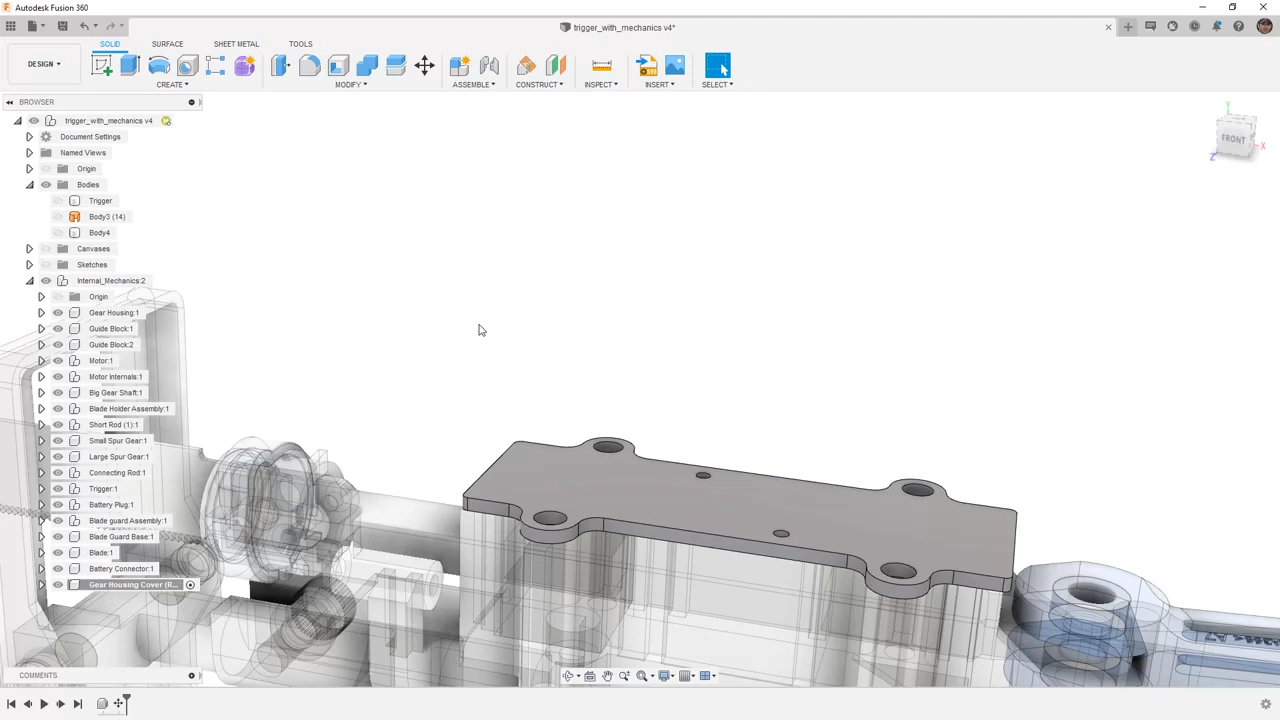 Autodesk Fusion 360
trigger_with_mechanics v4*
SOLID SURFACE SHEET METAL TOOLS
DESIGN
CREATE MODIFY ASSEMBLE CONSTRUCT INSPECT INSERT SELECT
BROWSER
trigger_with_mechanics v4
Document Settings
Named Views
Origin
Bodies
Trigger
Body3 (14)
Body4
Canvases
Sketches
Internal_Mechanics:2
Origin
Gear Housing:1
Guide Block:1
Guide Block:2
Motor:1
Motor Internals:1
Big Gear Shaft:1
Blade Holder Assembly:1
Short Rod (1):1
Small Spur Gear:1
Large Spur Gear:1
Connecting Rod:1
Trigger:1
Battery Plug:1
Blade guard Assembly:1
Blade Guard Base:1
Blade:1
Battery Connector:1
Gear Housing Cover (R...
COMMENTS
Y
FRONT
X
Z